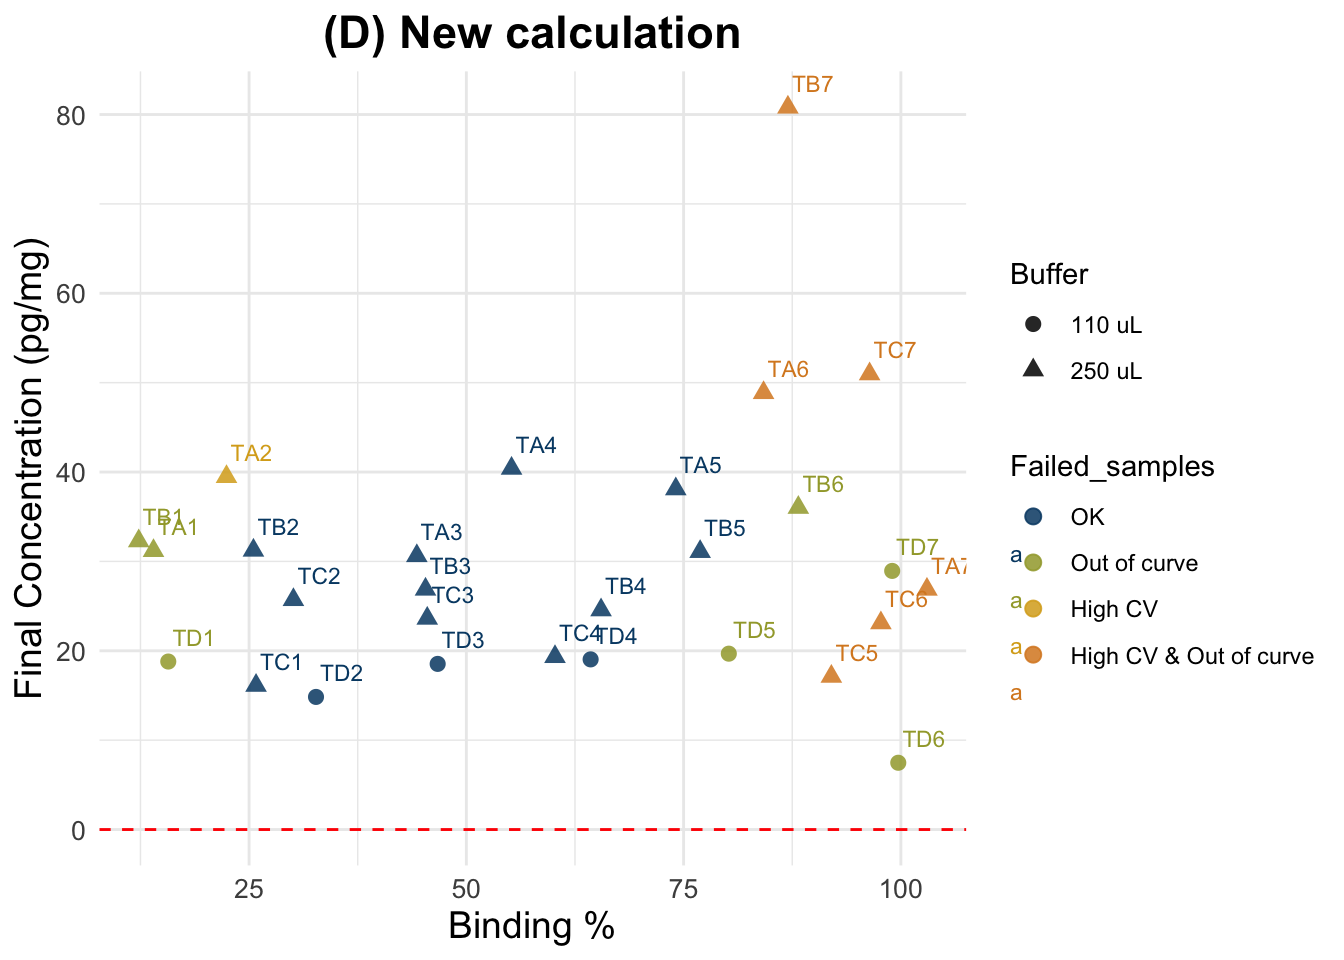 (D) New calculation
Final Concentration (pg/mg)
80
60
40
20
0
TB7
TC7
TA6
TA4
TA2
TA5
TB6
TB1
TA1
TB2
TA3
TB5
TD7
TB3
TA7
TC2
TC3
TB4
TC6
TD1
TD3
TC4
TD4
TD5
TC5
TC1
TD2
TD6
25
50
75
100
Binding %
Buffer
110 uL
250 uL
Failed_samples
OK
a
Out of curve
a
High CV
a
High CV & Out of curve
a